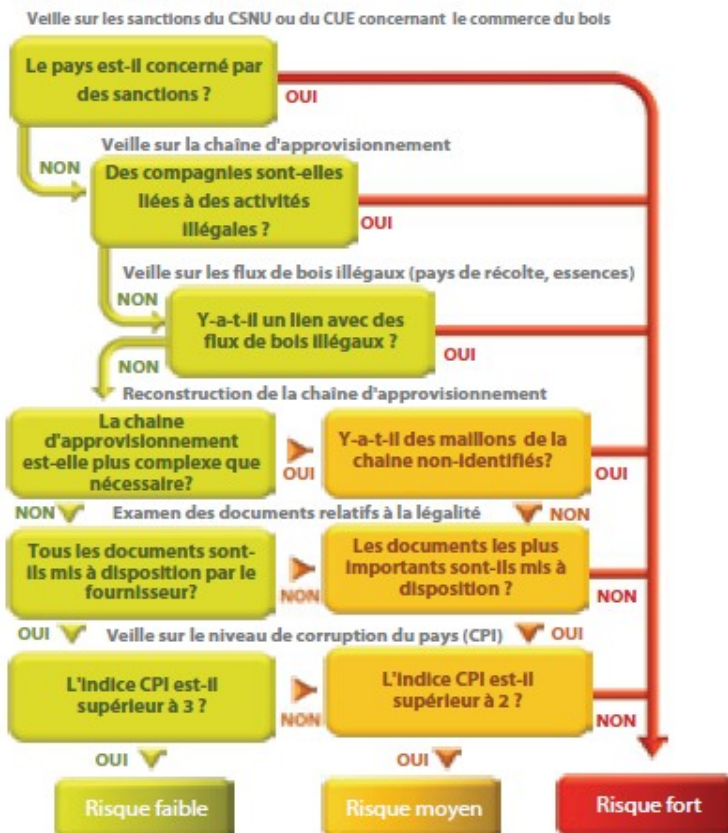 Veille sur les sanctions du CSNU ou du CUE concernant le commerce du bois
Le pays est-il concerné par
des sanctions ?
OUI
NON
Veille sur la chaîne d'approvisionnement
Des compagnies sont-elles
liées à des activités
illégales ?
OUI
NON
Veille sur les flux de bois illégaux (pays de récolte, essences)
Y-a-t-il un lien avec des
flux de bois illégaux ?
OUI
NON
Reconstruction de la chaîne d'approvisionnement
La chaine
d'approvisionnement
est-elle plus complexe que
nécessaire?
OUI
Y-a-t-il des maillons de la
chaine non-identifiés?
OUI
NON
Examen des documents relatifs à la légalité
NON
Tous les documents sont-
ils mis à disposition par le
fournisseur?
NON
Les documents les plus
importants sont-ils mis à
disposition ?
NON
OUI
Veille sur le niveau de corruption du pays (CPI)
OUI
L'indice CPI est-il
supérieur à 3 ?
NON
L'indice CPI est-il
supérieur à 2 ?
NON
OUI
OUI
Risque faible
Risque moyen
Risque fort